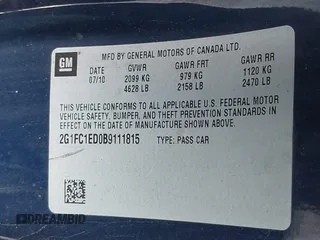 GM
MFD BY GENERAL MOTORS OF CANADA LTD.
DATE GVWR GAWR FRT GAWR RR
07/10 2099 KG 979 KG 1120 KG
4628 LB 2158 LB 2470 LB
THIS VEHICLE CONFORMS TO ALL APPLICABLE U.S. FEDERAL MOTOR
VEHICLE SAFETY, BUMPER, AND THEFT PREVENTION STANDARDS
IN EFFECT ON THE DATE OF MANUFACTURE SHOWN ABOVE.
2G1FC1ED0B9111815 TYPE: PASS CAR
DREAMBID